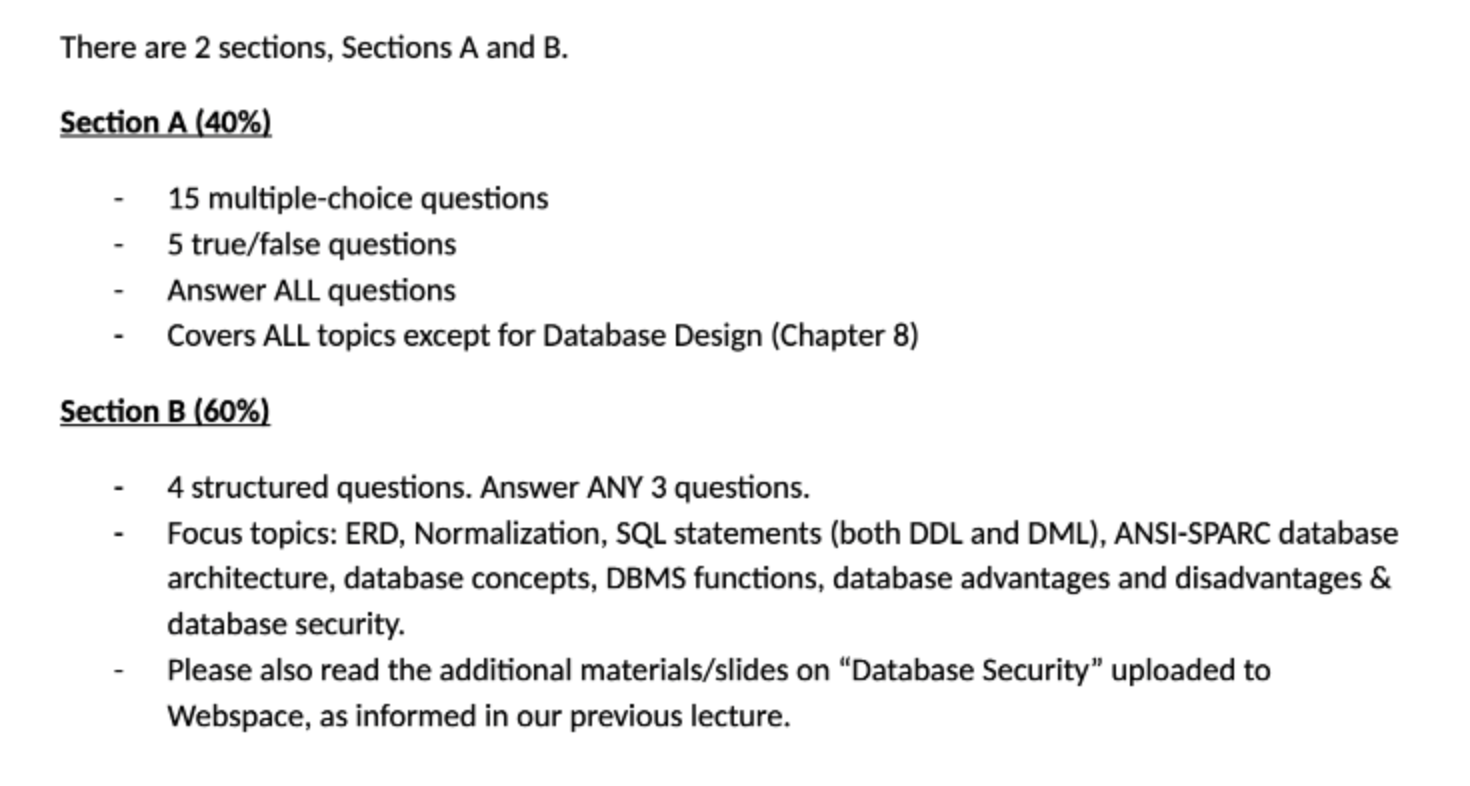 There are 2 sections, Sections A and B.
Section A (40%)
- 15 multiple-choice questions
- 5 true/false questions
- Answer ALL questions
- Covers ALL topics except for Database Design (Chapter 8)
Section B (60%)
- 4 structured questions. Answer ANY 3 questions.
- Focus topics: ERD, Normalization, SQL statements (both DDL and DML), ANSI-SPARC database
architecture, database concepts, DBMS functions, database advantages and disadvantages &
database security.
- Please also read the additional materials/slides on “Database Security” uploaded to
Webspace, as informed in our previous lecture.